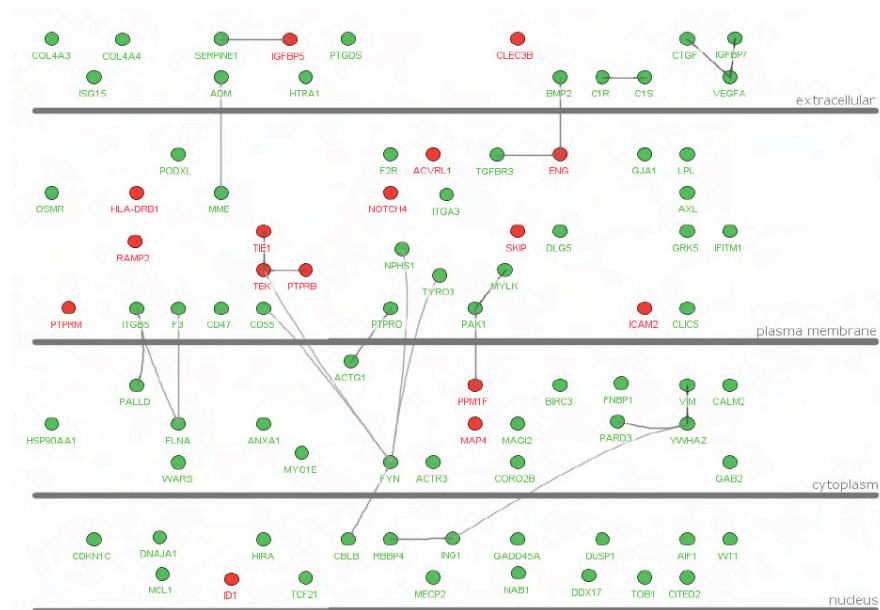 COL4A3 COL4A4 SERPINE1 IGFBP5 PTGDS CLEC3B CTGF IGFBP7
ISG15 ADM HTRA1 BMP2 C1R C1S VEGFA
extracellular
PODXL F2R ACVRL1 TGFBR3 ENG GJA1 LPL
OSMR HLA-DRB1 MME NOTCH4 ITGA3 AXL
RAMP2 TIE1 SKIP DLG5 GRK5 IFITM1
NPHS1
TEK PTPRB TYRO3 MYLK
PTPRM ITGB5 F3 CD47 CD55 PTPRO PAK1 ICAM2 CLIC5
plasma membrane
ACTG1
PALLD PPM1F BIRC3 FNBP1 VIM CALM2
HSP90AA1 FLNA ANXA1 MAP4 MAGI2 PARD3 YWHAZ
MYO1E
WARS FYN ACTR3 CORO2B GAB2
cytoplasm
CDKN1C DNAJA1 HIRA CBLB RBBP4 ING1 GADD45A DUSP1 AIF1 WT1
MCL1 ID1 TCF21 MECP2 NAB1 DDX17 TOB1 CITED2
nucleus